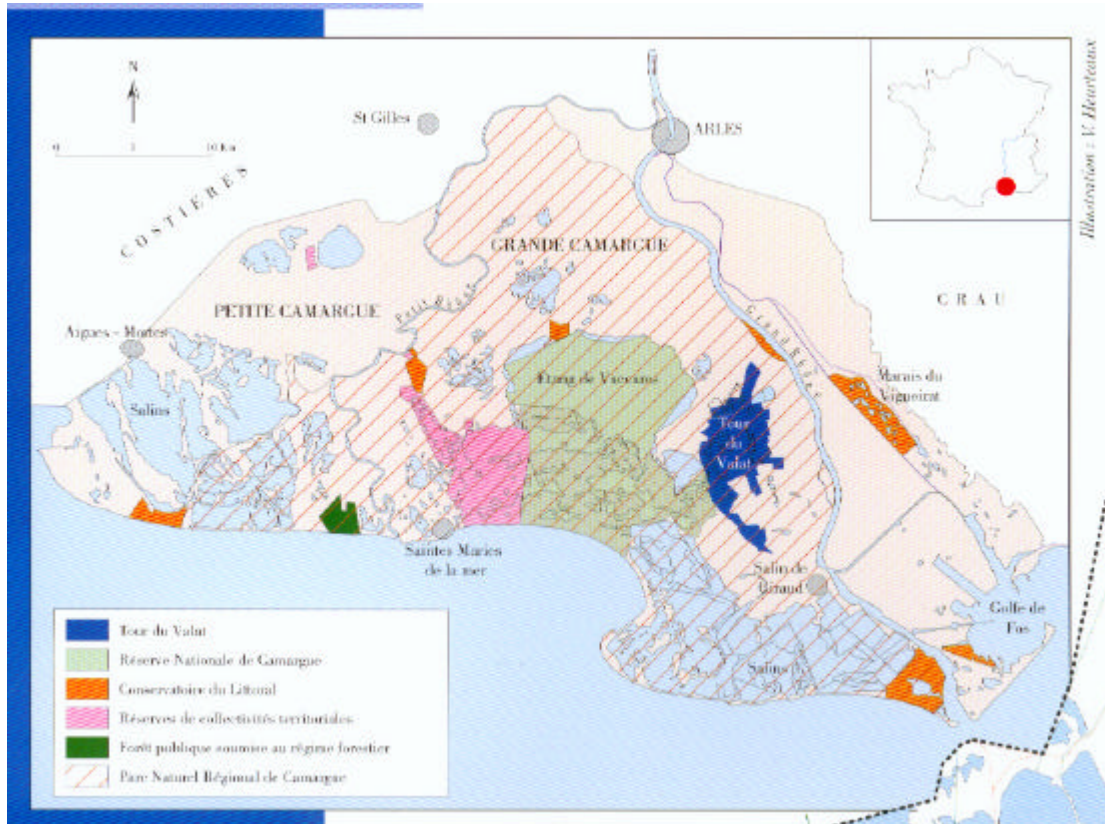 N
0
5
10 Km
St Gilles
ARLES
Illustration : V. Heurteaux
COSTIÈRES
GRANDE CAMARGUE
CRAU
PETITE CAMARGUE
Petit Rhône
Grand Rhône
Aigues - Mortes
Étang de Vaccarès
Marais du
Vigueirat
Salins
Tour
du
Valat
Saintes Maries
de la mer
Salin de
Giraud
Golfe de
Fos
Salins
Tour du Valat
Réserve Nationale de Camargue
Conservatoire du Littoral
Réserves de collectivités territoriales
Forêt publique soumise au régime forestier
Parc Naturel Régional de Camargue